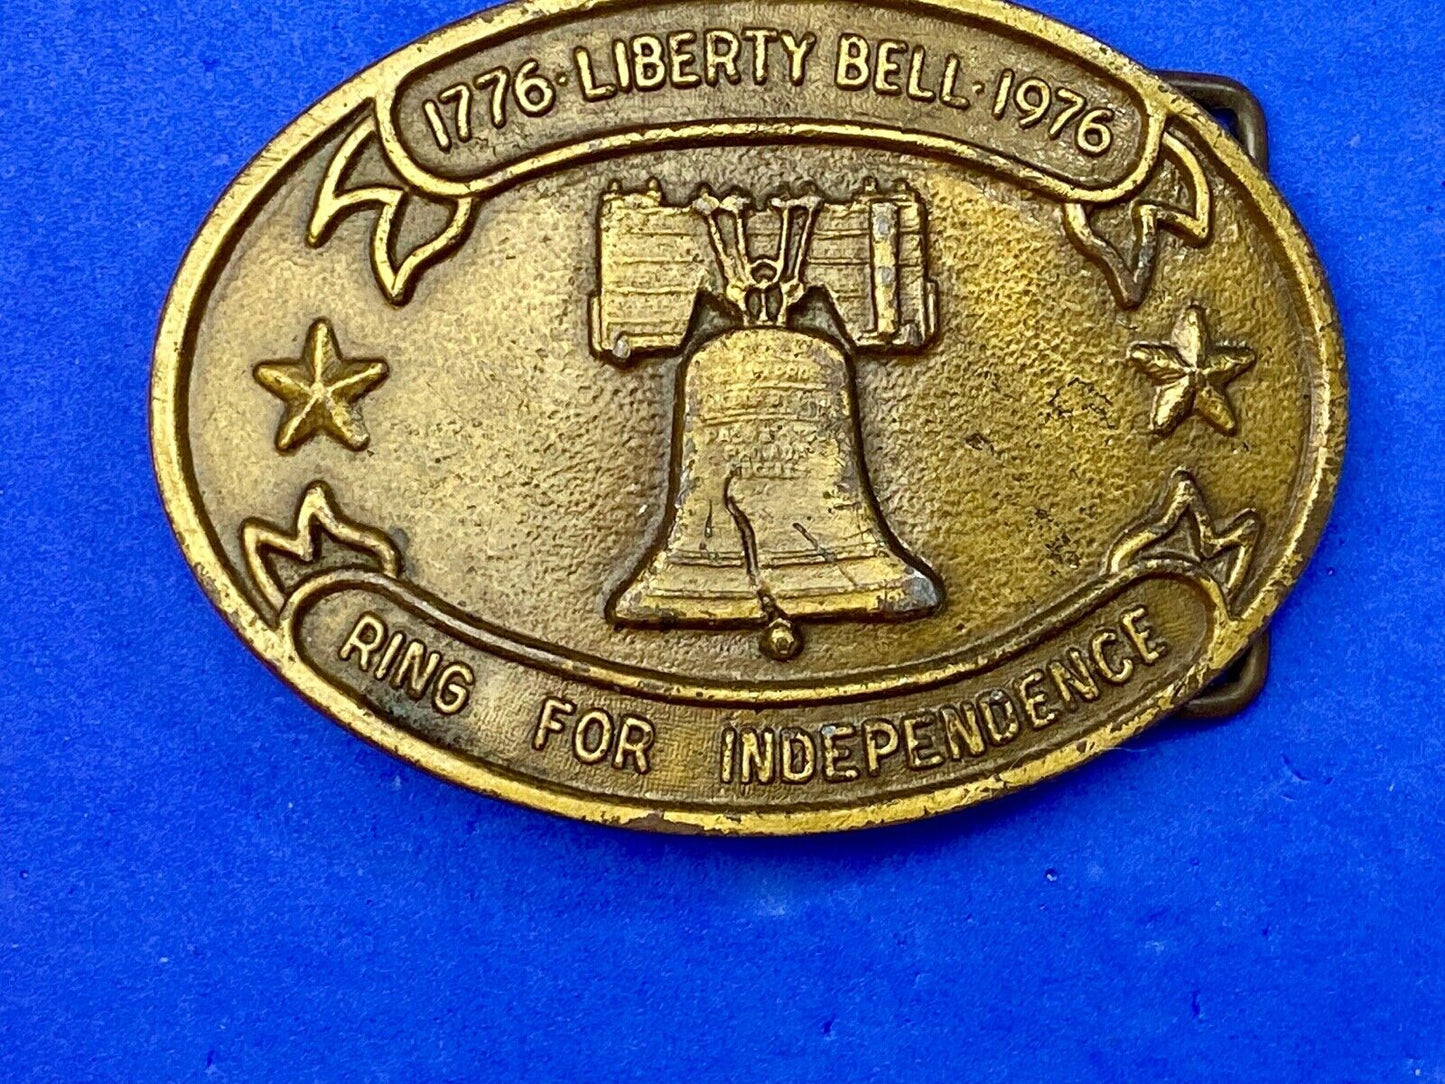 1776 · LIBERTY BELL · 1976
RING FOR INDEPENDENCE